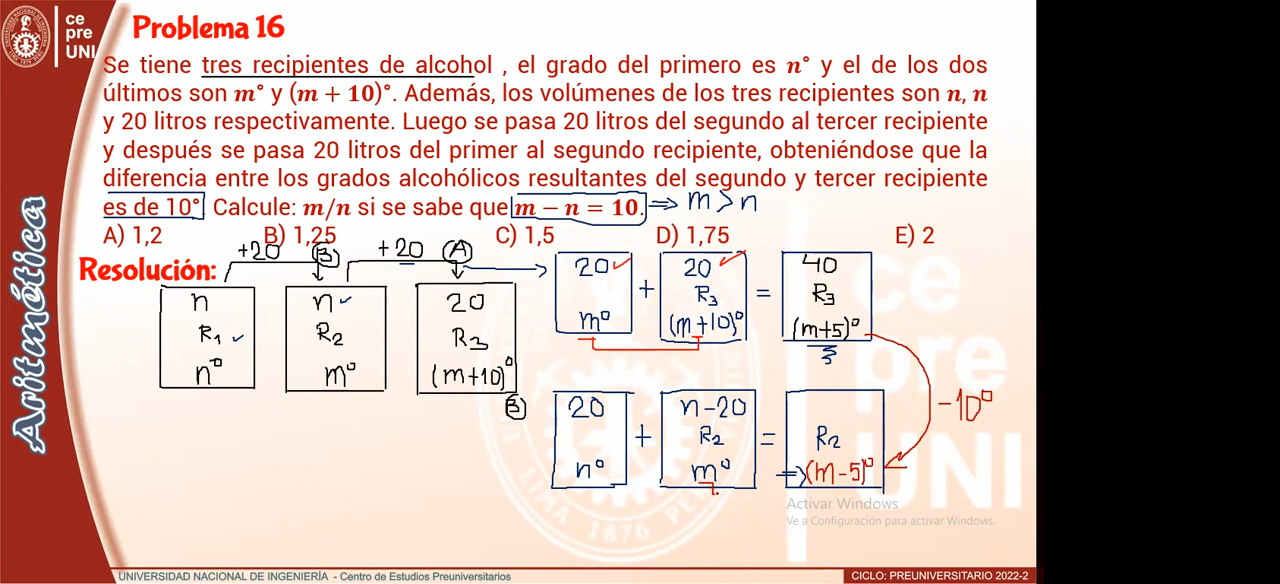 ce
pre
UNI
Problema 16
Se tiene tres recipientes de alcohol , el grado del primero es n° y el de los dos
últimos son m° y (m + 10)°. Además, los volúmenes de los tres recipientes son n, n
y 20 litros respectivamente. Luego se pasa 20 litros del segundo al tercer recipiente
y después se pasa 20 litros del primer al segundo recipiente, obteniéndose que la
diferencia entre los grados alcohólicos resultantes del segundo y tercer recipiente
es de 10°. Calcule: m/n si se sabe que m − n = 10. ⇒ m > n
A) 1,2 B) 1,25 C) 1,5 D) 1,75 E) 2
Resolución:
+20 B +20 A
n n 20
R1 R2 R3
n° m° (m+10)°
B
20 + 20 = 40
R3 R3
m° (m+10)° (m+5)°
-10°
20 + n-20 =
R2 R2
n° m° ⇒ (m-5)°
Aritmética
ce
pre
UNI
LIMA
1876
PERU
Activar Windows
Ve a Configuración para activar Windows.
UNIVERSIDAD NACIONAL DE INGENIERÍA - Centro de Estudios Preuniversitarios
CICLO: PREUNIVERSITARIO 2022-2